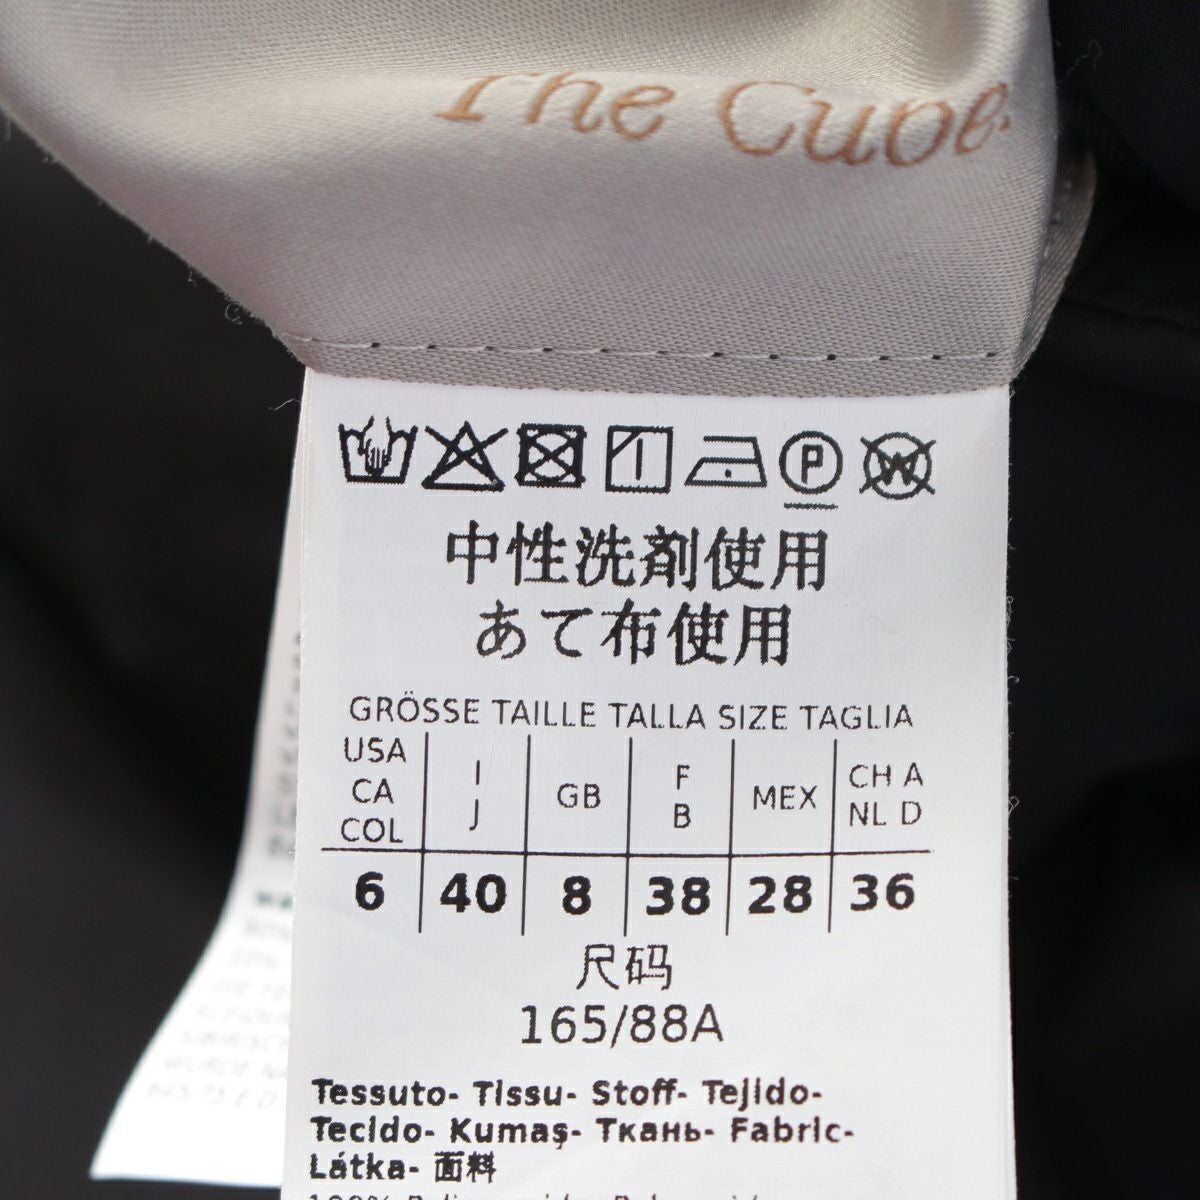 The Cube.
P
W
中性洗剤使用
あて布使用
GRÖSSE TAILLE TALLA SIZE TAGLIA
USA CA COL
I J
GB
F B
MEX
CH A NL D
6 40 8 38 28 36
尺码
165/88A
Tessuto- Tissu- Stoff- Tejido-
Tecido- Kumaş- Ткань- Fabric-
Látka- 面料